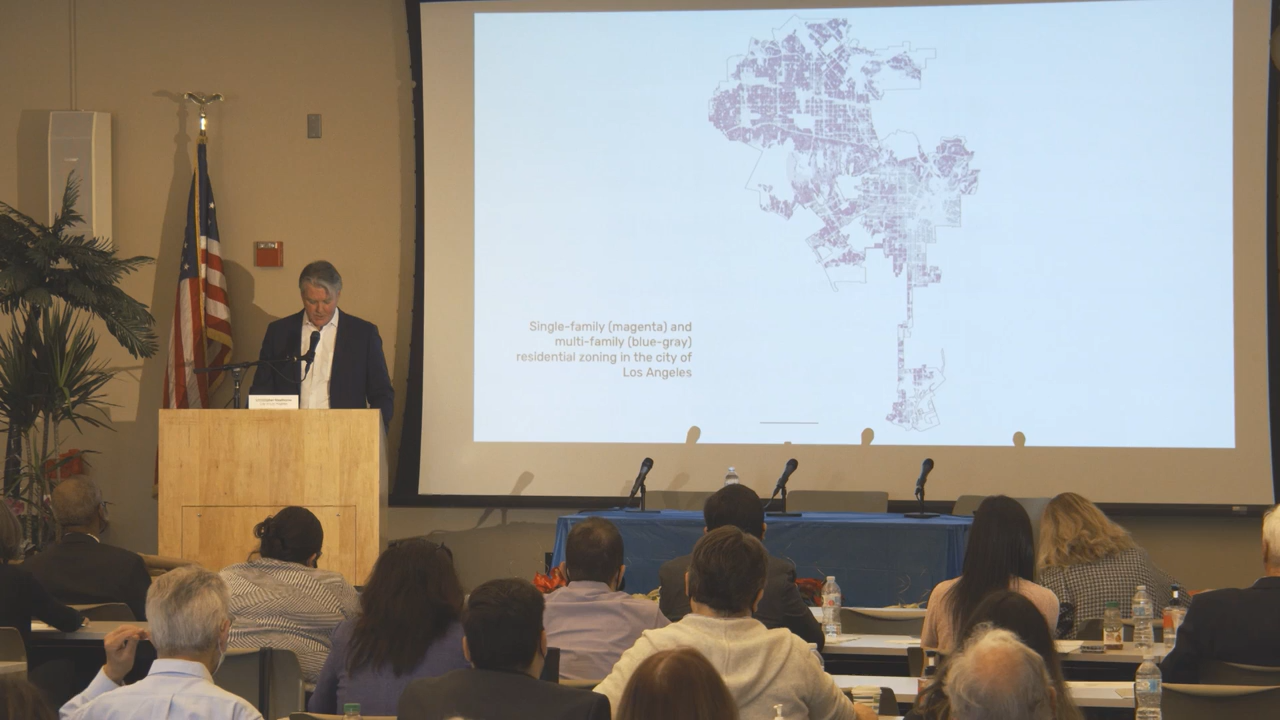 Single-family (magenta) and
multi-family (blue-gray)
residential zoning in the city of
Los Angeles